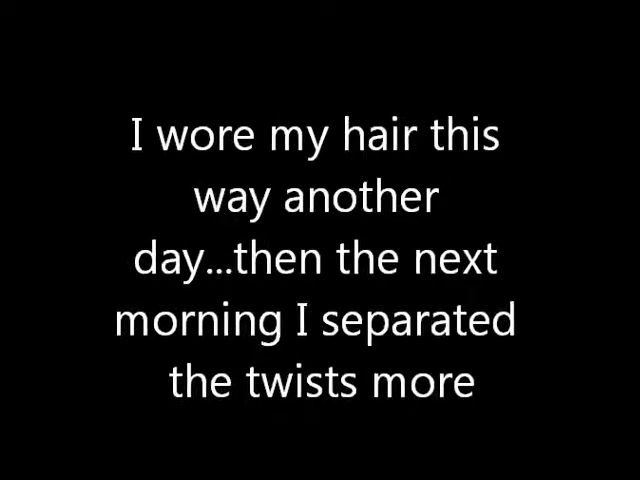 I wore my hair this
way another
day...then the next
morning I separated
the twists more